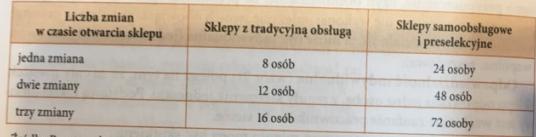 Liczba zmian
w czasie otwarcia sklepu
Sklepy z tradycyjną obsługą
Sklepy samoobsługowe
i preselekcyjne
jedna zmiana
8 osób
24 osoby
dwie zmiany
12 osób
48 osób
trzy zmiany
16 osób
72 osoby